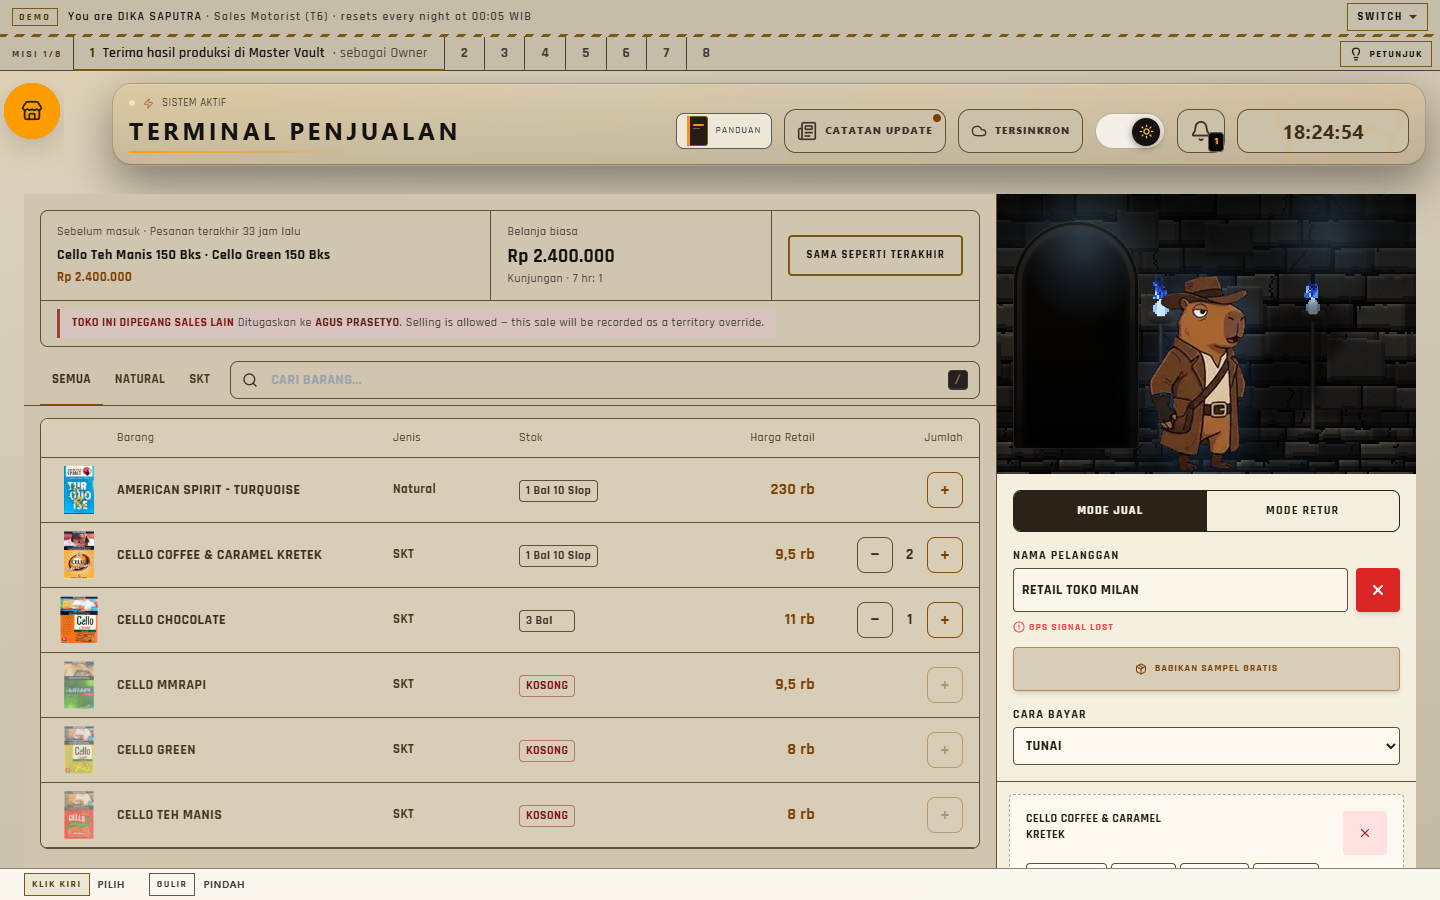 DEMO You are DIKA SAPUTRA · Sales Motorist (T6) · resets every night at 00:05 WIB SWITCH
MISI 1/8 1 Terima hasil produksi di Master Vault · sebagai Owner 2 3 4 5 6 7 8 PETUNJUK
SISTEM AKTIF
TERMINAL PENJUALAN
PANDUAN
CATATAN UPDATE
TERSINKRON
1
18:24:54
Sebelum masuk · Pesanan terakhir 33 jam lalu
Cello Teh Manis 150 Bks · Cello Green 150 Bks
Rp 2.400.000
Belanja biasa
Rp 2.400.000
Kunjungan · 7 hr: 1
SAMA SEPERTI TERAKHIR
TOKO INI DIPEGANG SALES LAIN Ditugaskan ke AGUS PRASETYO. Selling is allowed — this sale will be recorded as a territory override.
SEMUA NATURAL SKT CARI BARANG... /
Barang Jenis Stok Harga Retail Jumlah
AMERICAN SPIRIT - TURQUOISE Natural 1 Bal 10 Slop 230 rb +
CELLO COFFEE & CARAMEL KRETEK SKT 1 Bal 10 Slop 9,5 rb − 2 +
CELLO CHOCOLATE SKT 3 Bal 11 rb − 1 +
CELLO MMRAPI SKT KOSONG 9,5 rb +
CELLO GREEN SKT KOSONG 8 rb +
CELLO TEH MANIS SKT KOSONG 8 rb +
MODE JUAL MODE RETUR
NAMA PELANGGAN
RETAIL TOKO MILAN
GPS SIGNAL LOST
BAGIKAN SAMPEL GRATIS
CARA BAYAR
TUNAI
CELLO COFFEE & CARAMEL
KRETEK
KLIK KIRI PILIH GULIR PINDAH